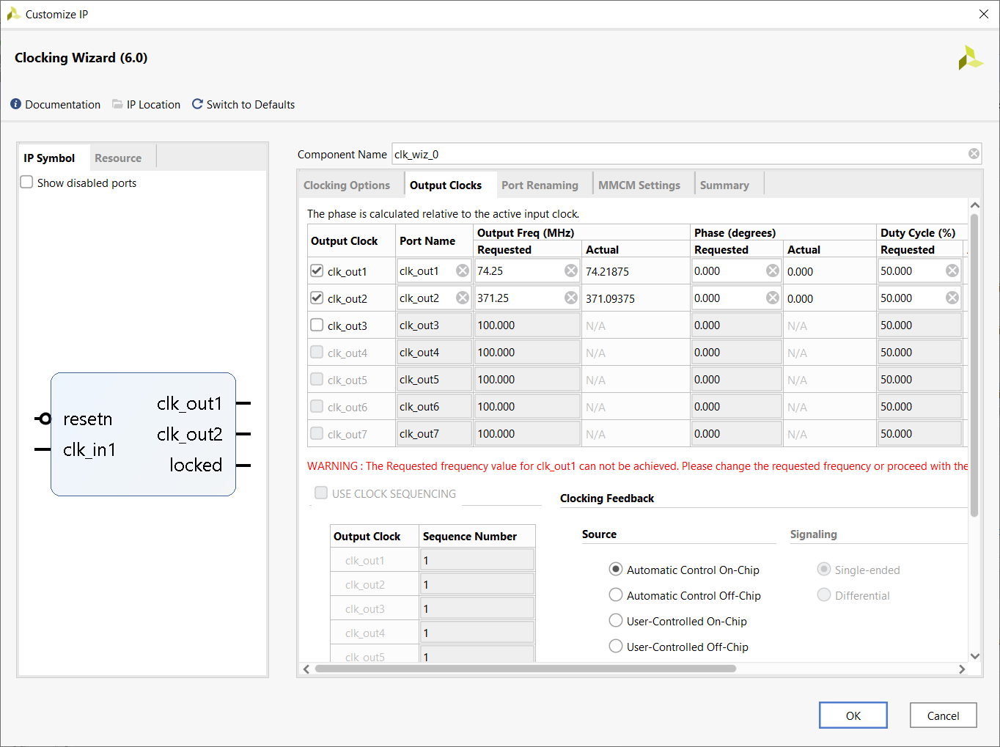 Customize IP
Clocking Wizard (6.0)
Documentation IP Location Switch to Defaults
IP Symbol Resource
Show disabled ports
resetn
clk_in1
clk_out1
clk_out2
locked
Component Name clk_wiz_0
Clocking Options Output Clocks Port Renaming MMCM Settings Summary
The phase is calculated relative to the active input clock.
Output Clock Port Name Output Freq (MHz) Phase (degrees) Duty Cycle (%)
Requested Actual Requested Actual Requested
clk_out1 clk_out1 74.25 74.21875 0.000 0.000 50.000
clk_out2 clk_out2 371.25 371.09375 0.000 0.000 50.000
clk_out3 clk_out3 100.000 N/A 0.000 N/A 50.000
clk_out4 clk_out4 100.000 N/A 0.000 N/A 50.000
clk_out5 clk_out5 100.000 N/A 0.000 N/A 50.000
clk_out6 clk_out6 100.000 N/A 0.000 N/A 50.000
clk_out7 clk_out7 100.000 N/A 0.000 N/A 50.000
WARNING : The Requested frequency value for clk_out1 can not be achieved. Please change the requested frequency or proceed with the
USE CLOCK SEQUENCING
Output Clock Sequence Number
clk_out1 1
clk_out2 1
clk_out3 1
clk_out4 1
clk_out5 1
Clocking Feedback
Source Signaling
Automatic Control On-Chip Single-ended
Automatic Control Off-Chip Differential
User-Controlled On-Chip
User-Controlled Off-Chip
OK Cancel